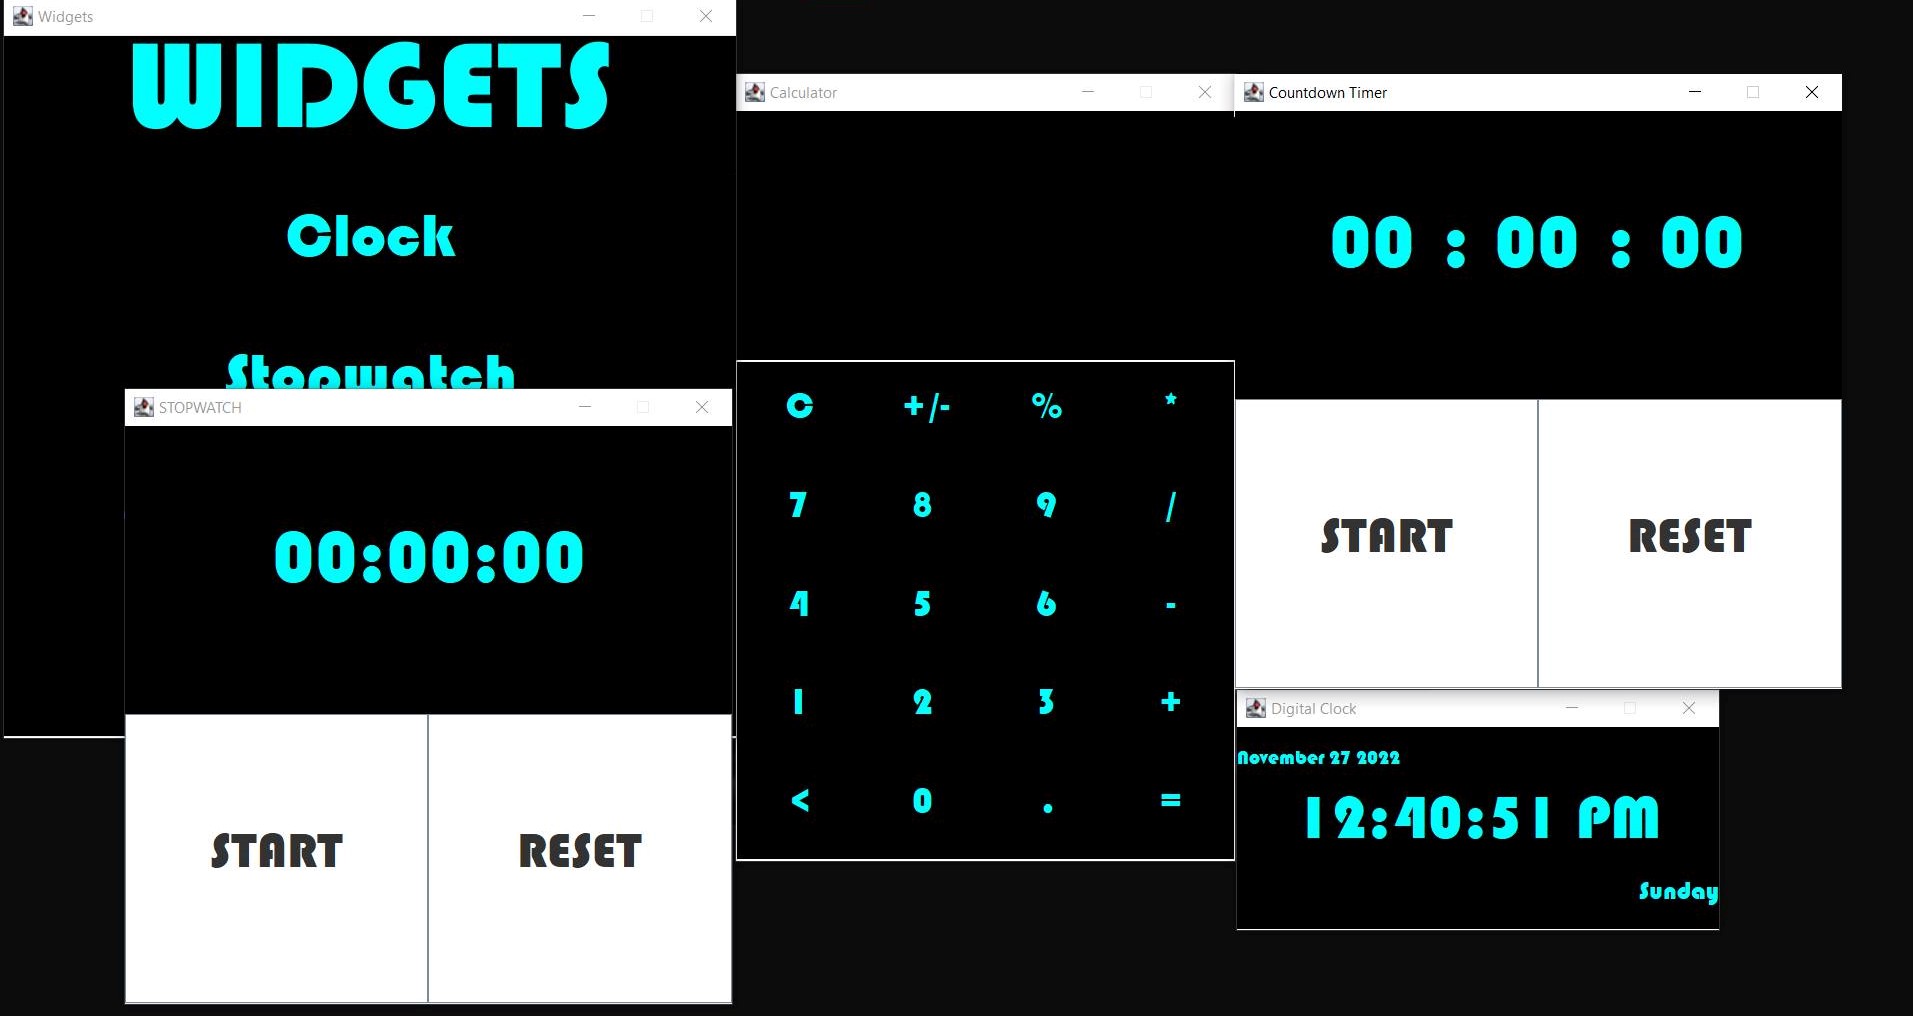 Widgets
WIDGETS
Clock
Stopwatch
STOPWATCH
00:00:00
START RESET
Calculator
C +/- % *
7 8 9 /
4 5 6 -
1 2 3 +
< 0 . =
Countdown Timer
00 : 00 : 00
START RESET
Digital Clock
November 27 2022
12:40:51 PM
Sunday